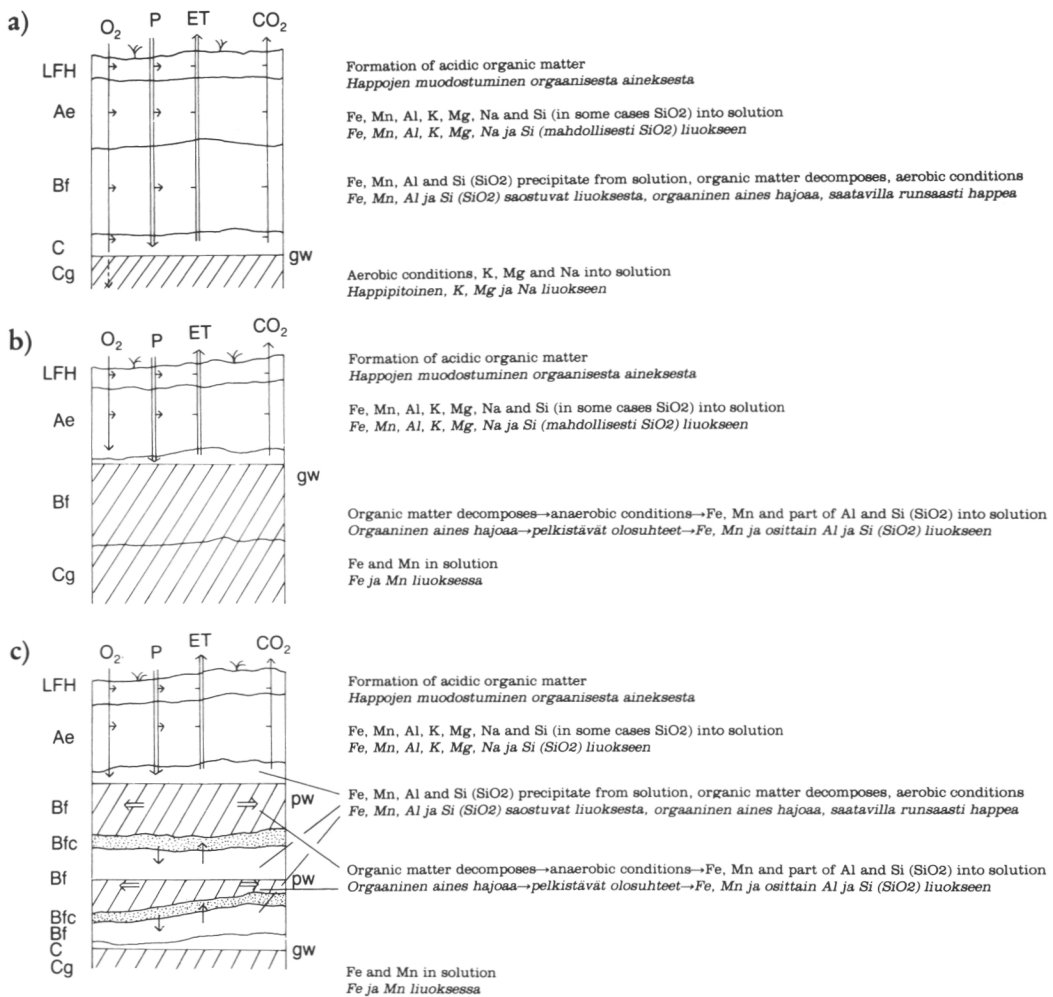 a)
O2 P ET CO2
LFH
Formation of acidic organic matter
Happojen muodostuminen orgaanisesta aineksesta
Ae
Fe, Mn, Al, K, Mg, Na and Si (in some cases SiO2) into solution
Fe, Mn, Al, K, Mg, Na ja Si (mahdollisesti SiO2) liuokseen
Bf
Fe, Mn, Al and Si (SiO2) precipitate from solution, organic matter decomposes, aerobic conditions
Fe, Mn, Al ja Si (SiO2) saostuvat liuoksesta, orgaaninen aines hajoaa, saatavilla runsaasti happea
C
gw
Cg
Aerobic conditions, K, Mg and Na into solution
Happipitoinen, K, Mg ja Na liuokseen
b)
O2 P ET CO2
LFH
Formation of acidic organic matter
Happojen muodostuminen orgaanisesta aineksesta
Ae
Fe, Mn, Al, K, Mg, Na and Si (in some cases SiO2) into solution
Fe, Mn, Al, K, Mg, Na ja Si (mahdollisesti SiO2) liuokseen
gw
Bf
Organic matter decomposes→anaerobic conditions→Fe, Mn and part of Al and Si (SiO2) into solution
Orgaaninen aines hajoaa→pelkistävät olosuhteet→Fe, Mn ja osittain Al ja Si (SiO2) liuokseen
Cg
Fe and Mn in solution
Fe ja Mn liuoksessa
c)
O2 P ET CO2
LFH
Formation of acidic organic matter
Happojen muodostuminen orgaanisesta aineksesta
Ae
Fe, Mn, Al, K, Mg, Na and Si (in some cases SiO2) into solution
Fe, Mn, Al, K, Mg, Na ja Si (SiO2) liuokseen
Bf
pw
Fe, Mn, Al and Si (SiO2) precipitate from solution, organic matter decomposes, aerobic conditions
Fe, Mn, Al ja Si (SiO2) saostuvat liuoksesta, orgaaninen aines hajoaa, saatavilla runsaasti happea
Bfc
Bf
pw
Organic matter decomposes→anaerobic conditions→Fe, Mn and part of Al and Si (SiO2) into solution
Orgaaninen aines hajoaa→pelkistävät olosuhteet→Fe, Mn ja osittain Al ja Si (SiO2) liuokseen
Bfc
Bf
C
gw
Cg
Fe and Mn in solution
Fe ja Mn liuoksessa